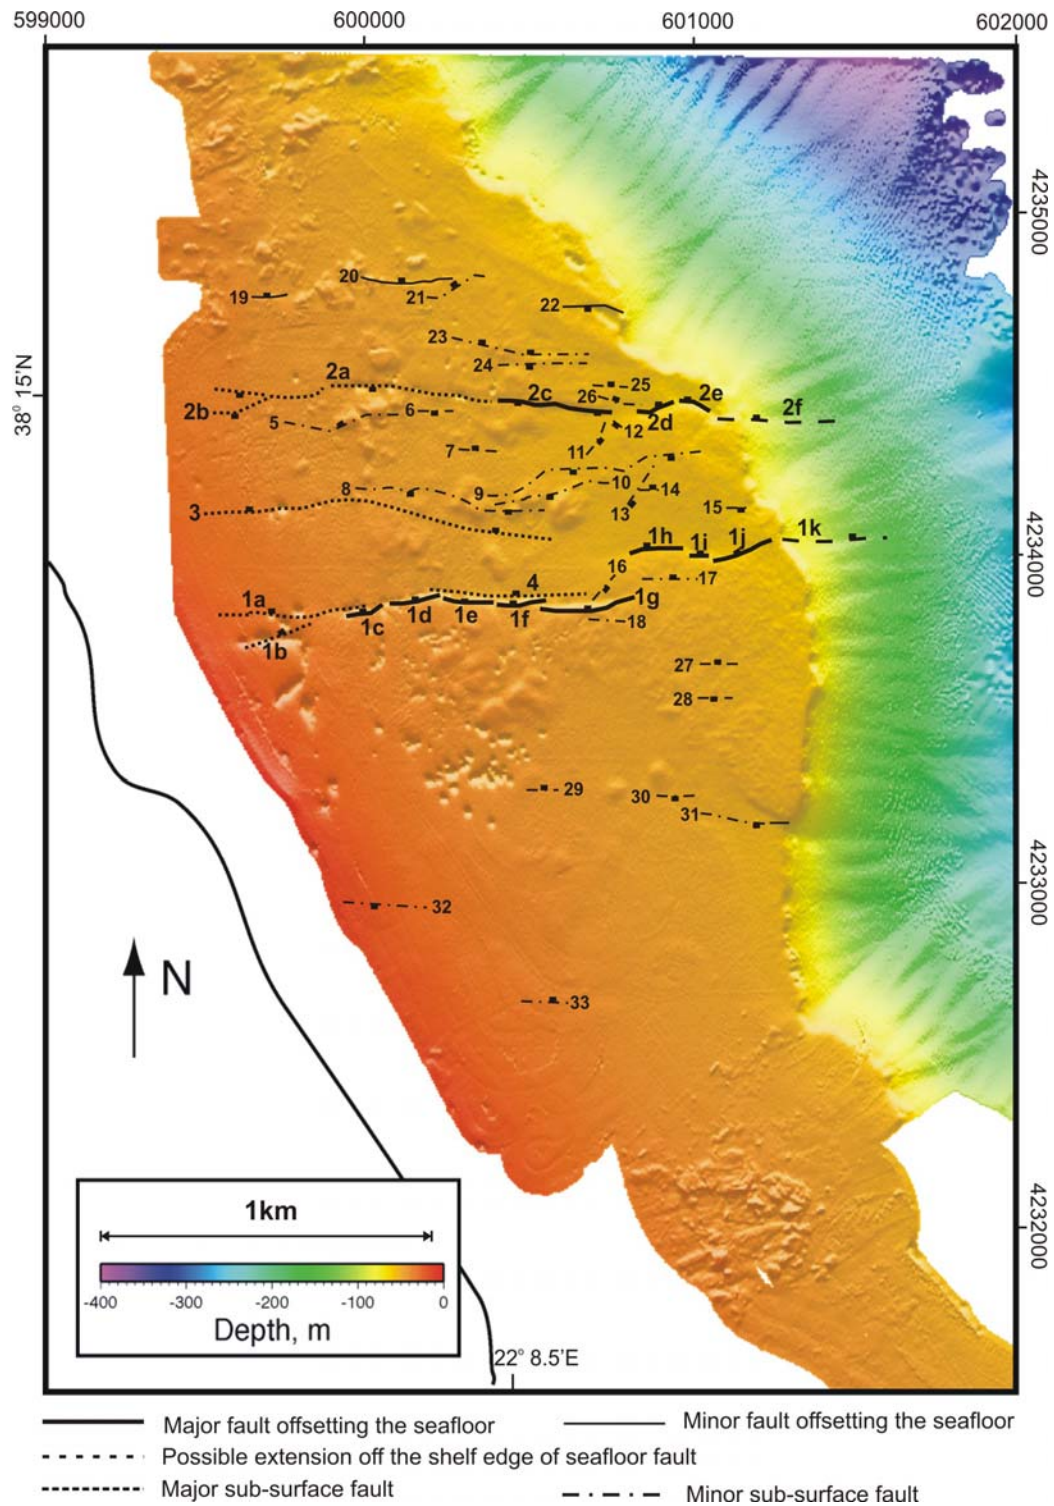 599000 600000 601000 602000
4235000
20
21
19
22
23
24
38° 15'N
2a
25
2c
26
2e
2b
2f
5
6
2d
12
7
11
8
9
10
14
3
13
15
1h
1i
1j
1k
4234000
16
4
17
1a
1d
1e
1f
1g
1c
18
1b
27
28
29
30
31
4233000
32
N
33
1km
4232000
-400 -300 -200 -100 0
Depth, m
22° 8.5'E
Major fault offsetting the seafloor
Minor fault offsetting the seafloor
Possible extension off the shelf edge of seafloor fault
Major sub-surface fault
Minor sub-surface fault